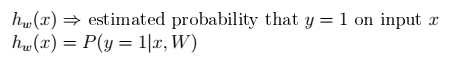 h_w(x) ⇒ estimated probability that y = 1 on input x
h_w(x) = P(y = 1|x, W)